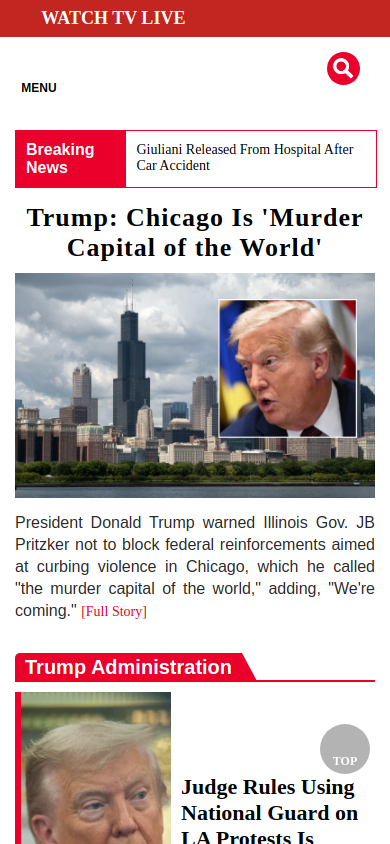 WATCH TV LIVE
MENU
Breaking
News
Giuliani Released From Hospital After
Car Accident
Trump: Chicago Is 'Murder
Capital of the World'
President Donald Trump warned Illinois Gov. JB
Pritzker not to block federal reinforcements aimed
at curbing violence in Chicago, which he called
"the murder capital of the world," adding, "We're
coming." [Full Story]
Trump Administration
TOP
Judge Rules Using
National Guard on
LA Protests Is